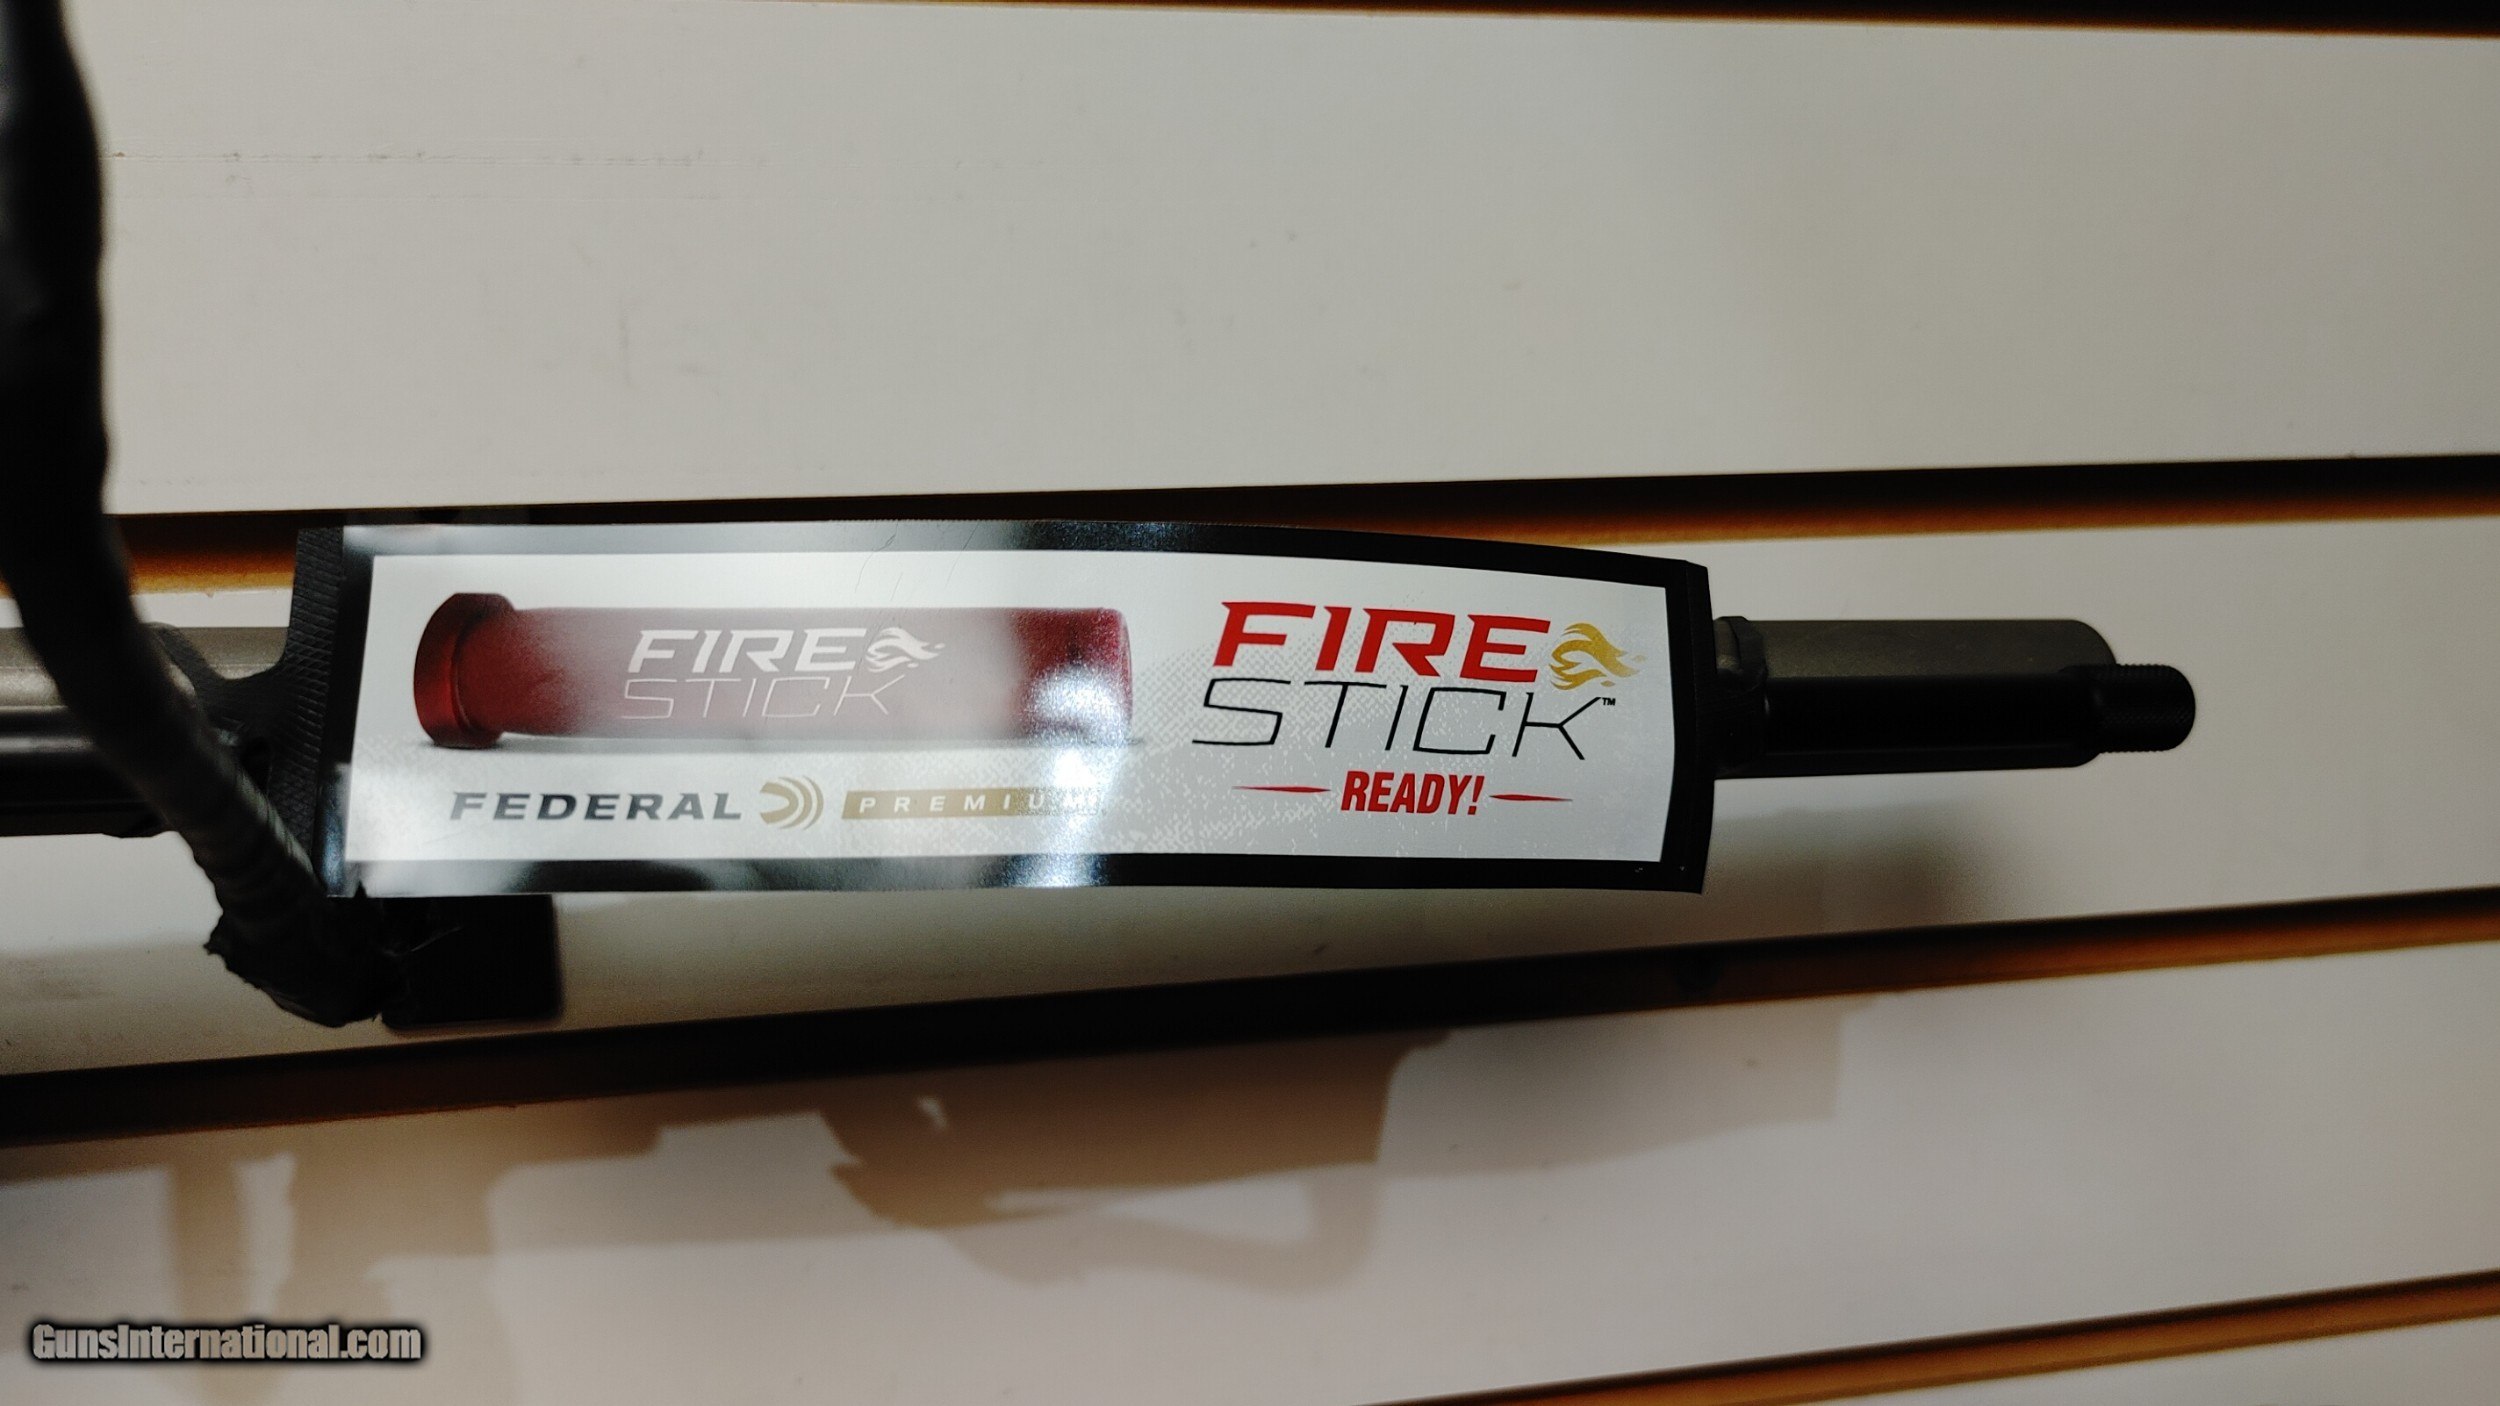 FIRE
STICK
FEDERAL PREMIUM
FIRE
STICK™
READY!
GunsInternational.com